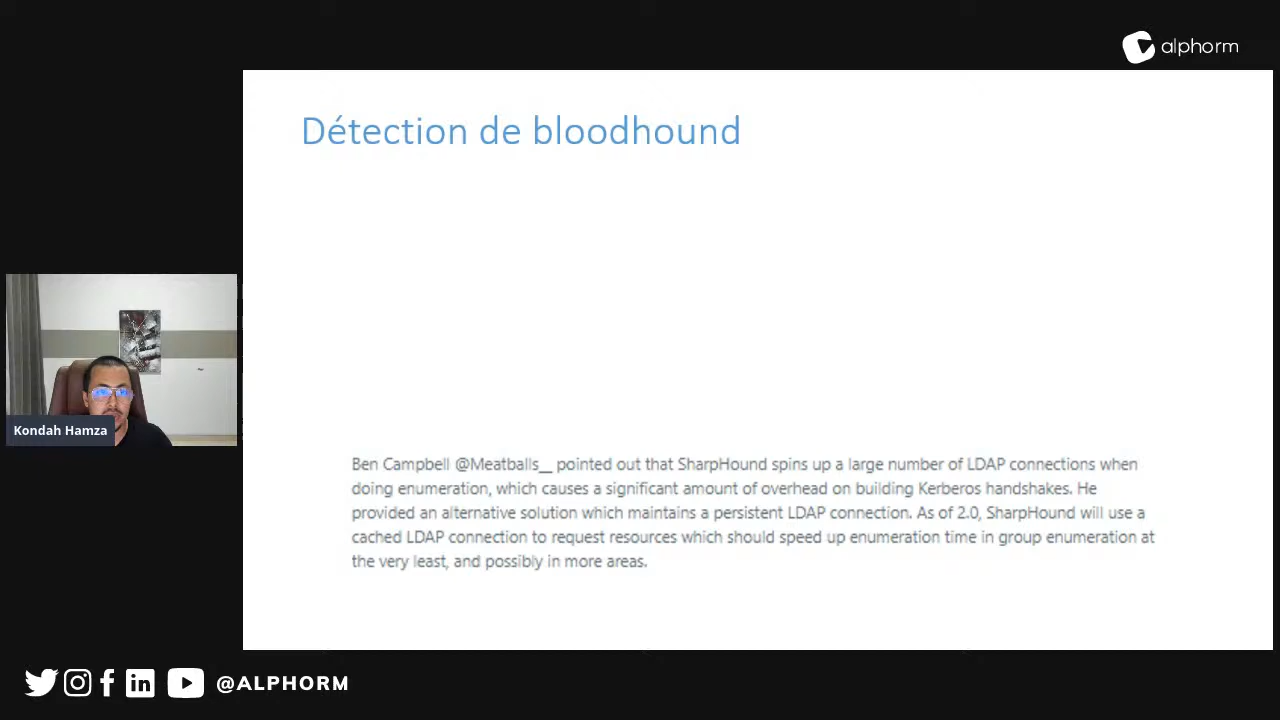 alphorm
Détection de bloodhound
Kondah Hamza
Ben Campbell @Meatballs__ pointed out that SharpHound spins up a large number of LDAP connections when
doing enumeration, which causes a significant amount of overhead on building Kerberos handshakes. He
provided an alternative solution which maintains a persistent LDAP connection. As of 2.0, SharpHound will use a
cached LDAP connection to request resources which should speed up enumeration time in group enumeration at
the very least, and possibly in more areas.
@ALPHORM